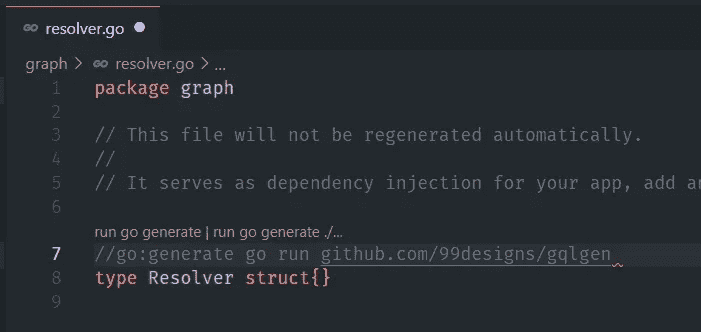 GO resolver.go
graph > GO resolver.go > ...
1 package graph
2
3 // This file will not be regenerated automatically.
4 //
5 // It serves as dependency injection for your app, add
6
run go generate | run go generate ./...
7 //go:generate go run github.com/99designs/gqlgen
8 type Resolver struct{}
9